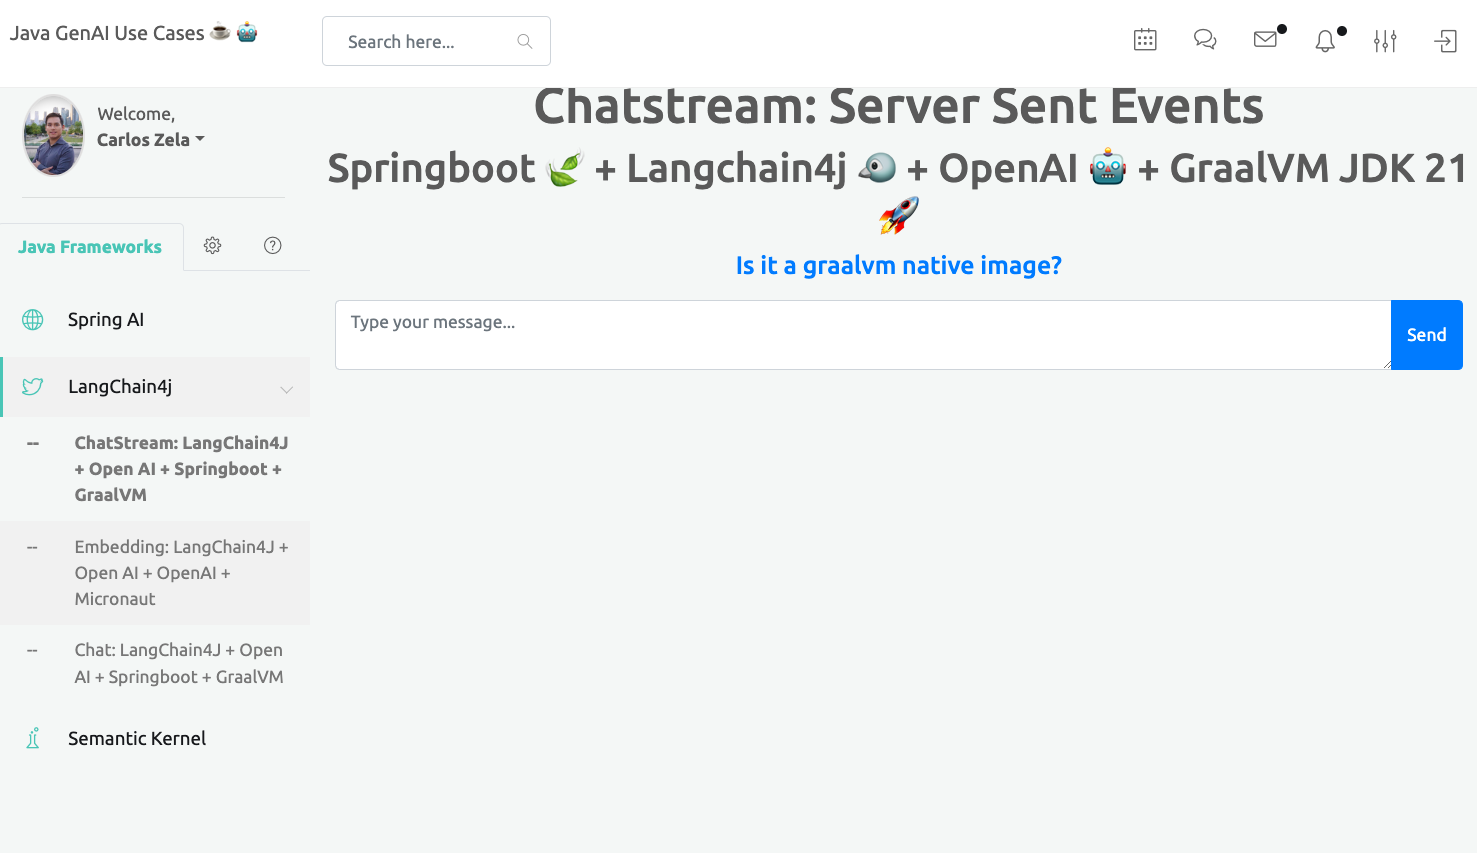 Java GenAI Use Cases ☕ 🤖
Search here...
Welcome,
Carlos Zela
Java Frameworks
Spring AI
LangChain4j
-- ChatStream: LangChain4J
+ Open AI + Springboot +
GraalVM
-- Embedding: LangChain4J +
Open AI + OpenAI +
Micronaut
-- Chat: LangChain4J + Open
AI + Springboot + GraalVM
Semantic Kernel
Chatstream: Server Sent Events
Springboot 🍃 + Langchain4j 🐦 + OpenAI 🤖 + GraalVM JDK 21
🚀
Is it a graalvm native image?
Type your message...
Send